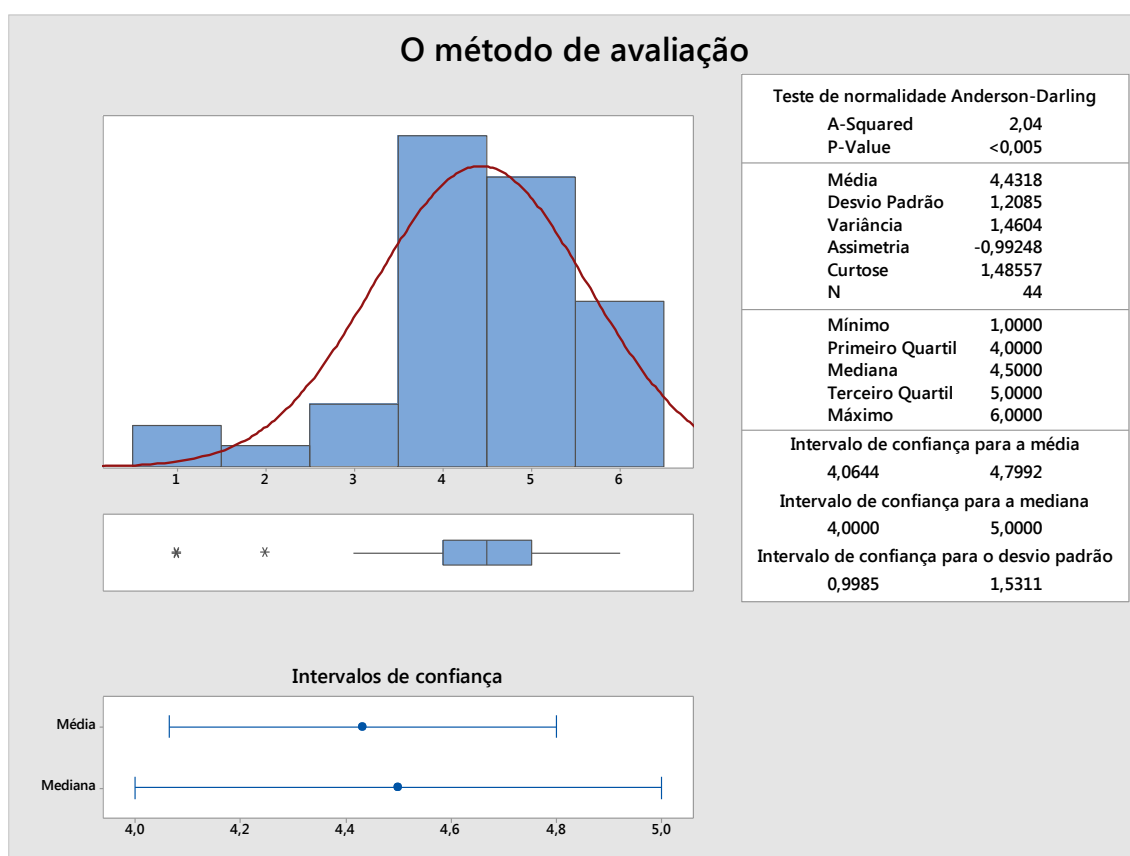 O método de avaliação
Teste de normalidade Anderson-Darling
A-Squared 2,04
P-Value <0,005
Média 4,4318
Desvio Padrão 1,2085
Variância 1,4604
Assimetria -0,99248
Curtose 1,48557
N 44
Mínimo 1,0000
Primeiro Quartil 4,0000
Mediana 4,5000
Terceiro Quartil 5,0000
Máximo 6,0000
Intervalo de confiança para a média
4,0644 4,7992
Intervalo de confiança para a mediana
4,0000 5,0000
Intervalo de confiança para o desvio padrão
0,9985 1,5311
1 2 3 4 5 6
Intervalos de confiança
Média
Mediana
4,0 4,2 4,4 4,6 4,8 5,0